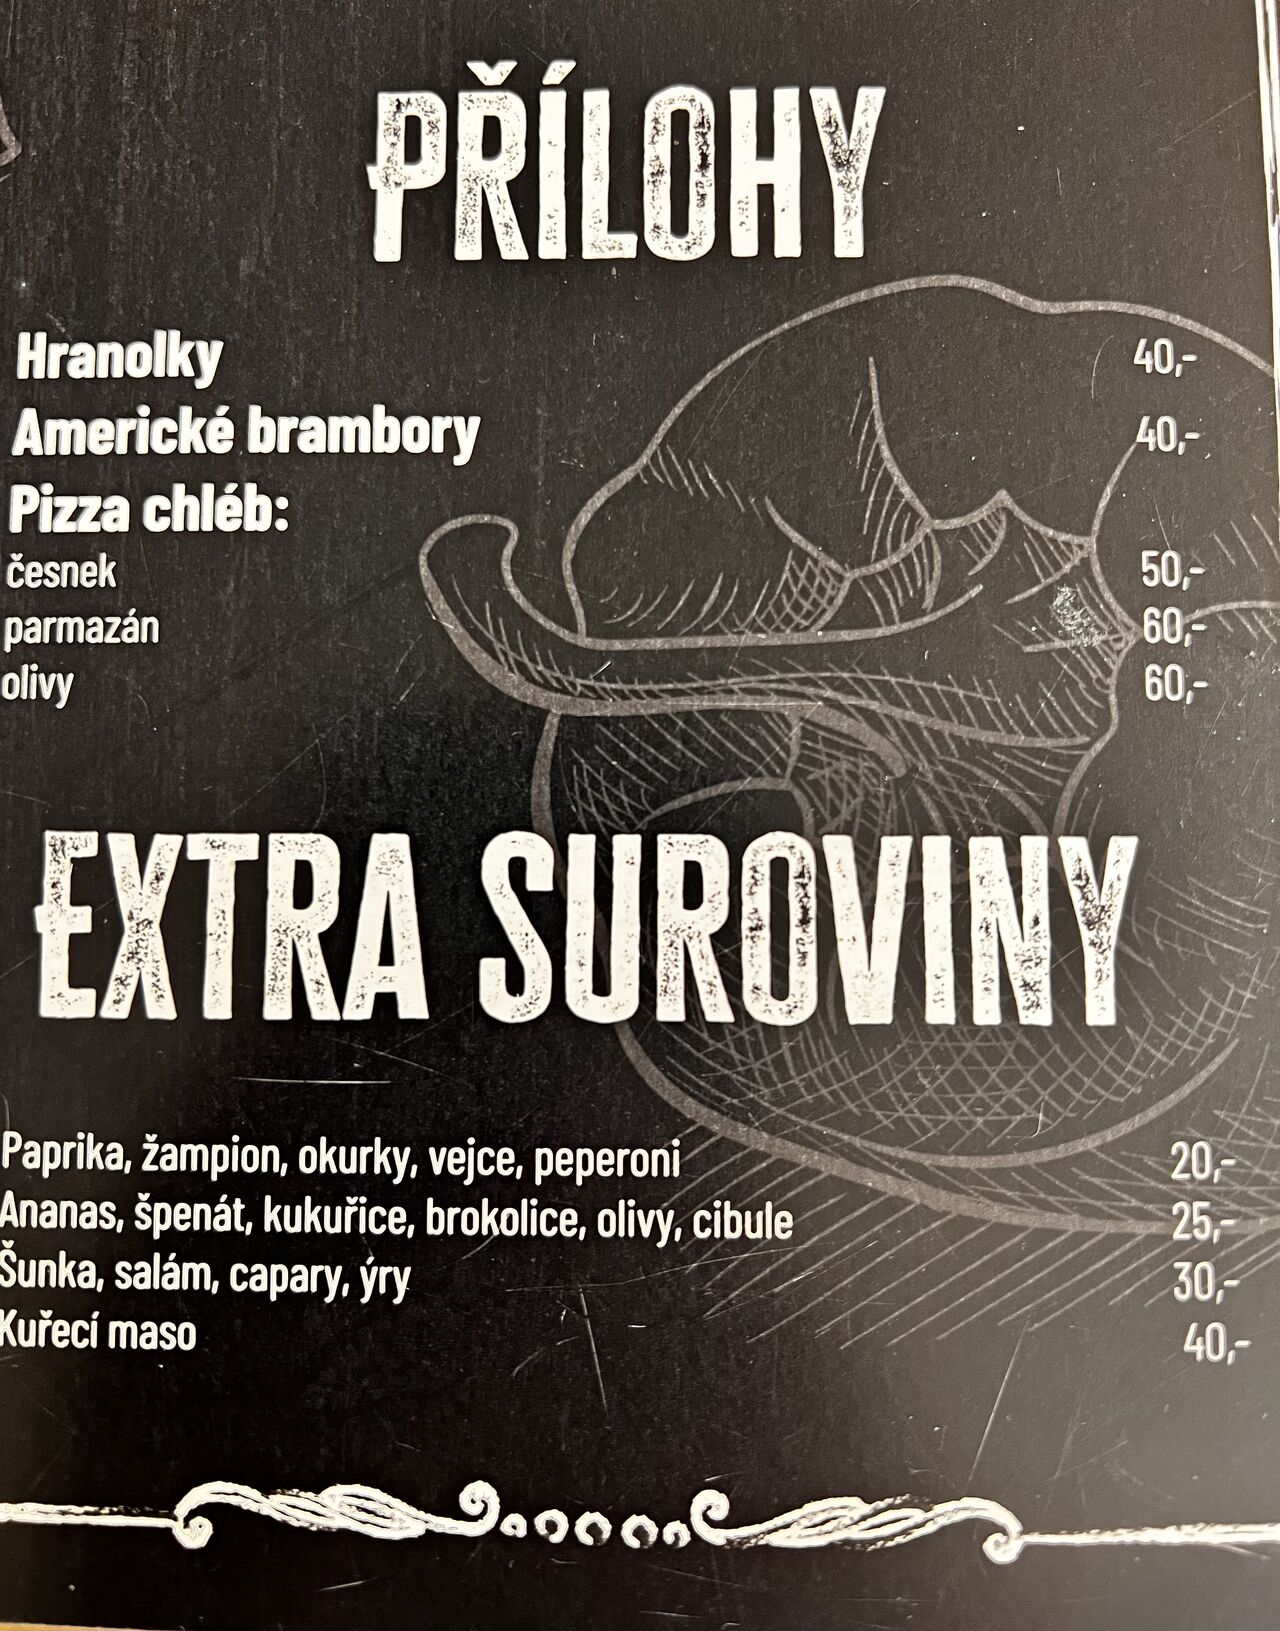 PŘÍLOHY
Hranolky 40,-
Americké brambory 40,-
Pizza chléb:
česnek 50,-
parmazán 60,-
olivy 60,-
EXTRA SUROVINY
Paprika, žampion, okurky, vejce, peperoni 20,-
Ananas, špenát, kukuřice, brokolice, olivy, cibule 25,-
Šunka, salám, capary, ýry 30,-
Kuřecí maso 40,-